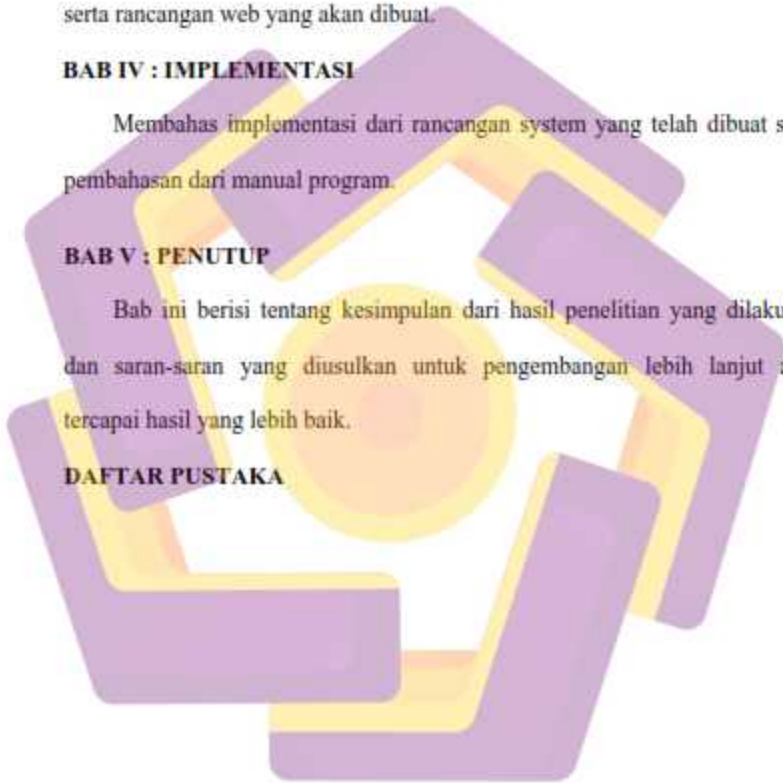 serta rancangan web yang akan dibuat.
BAB IV : IMPLEMENTASI
Membahas implementasi dari rancangan system yang telah dibuat s
pembahasan dari manual program.
BAB V : PENUTUP
Bab ini berisi tentang kesimpulan dari hasil penelitian yang dilaku
dan saran-saran yang diusulkan untuk pengembangan lebih lanjut a
tercapai hasil yang lebih baik.
DAFTAR PUSTAKA